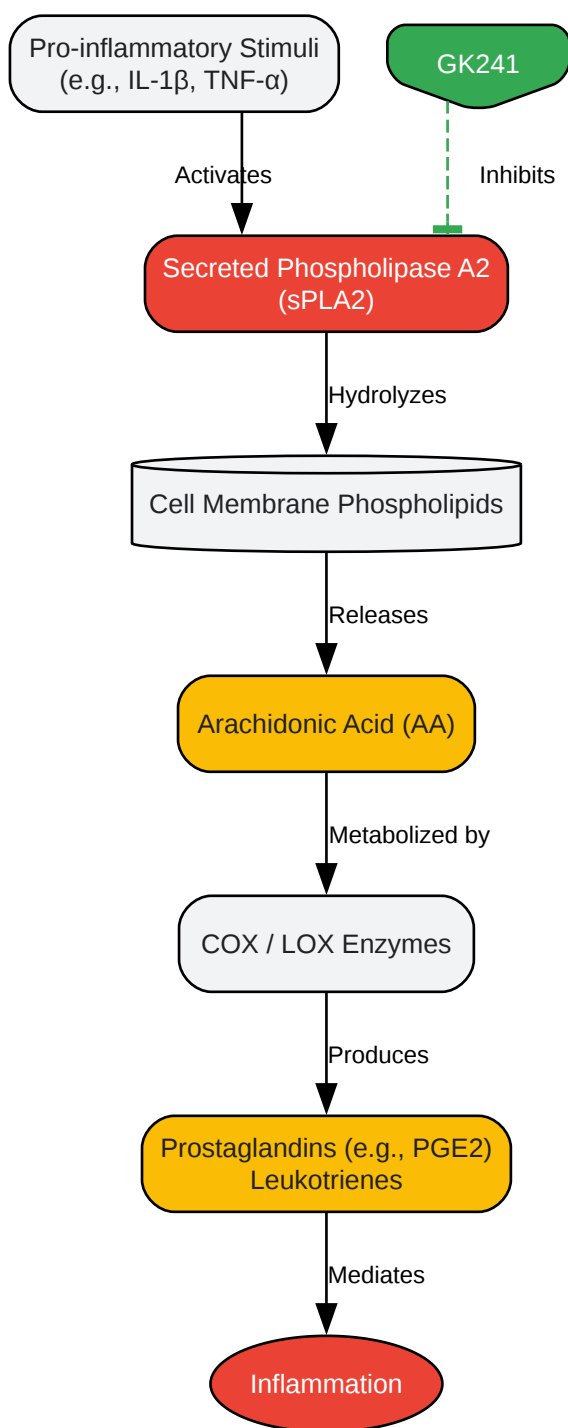 Pro-inflammatory Stimuli
(e.g., IL-1β, TNF-α)
GK241
Activates
Inhibits
Secreted Phospholipase A2
(sPLA2)
Hydrolyzes
Cell Membrane Phospholipids
Releases
Arachidonic Acid (AA)
Metabolized by
COX / LOX Enzymes
Produces
Prostaglandins (e.g., PGE2)
Leukotrienes
Mediates
Inflammation